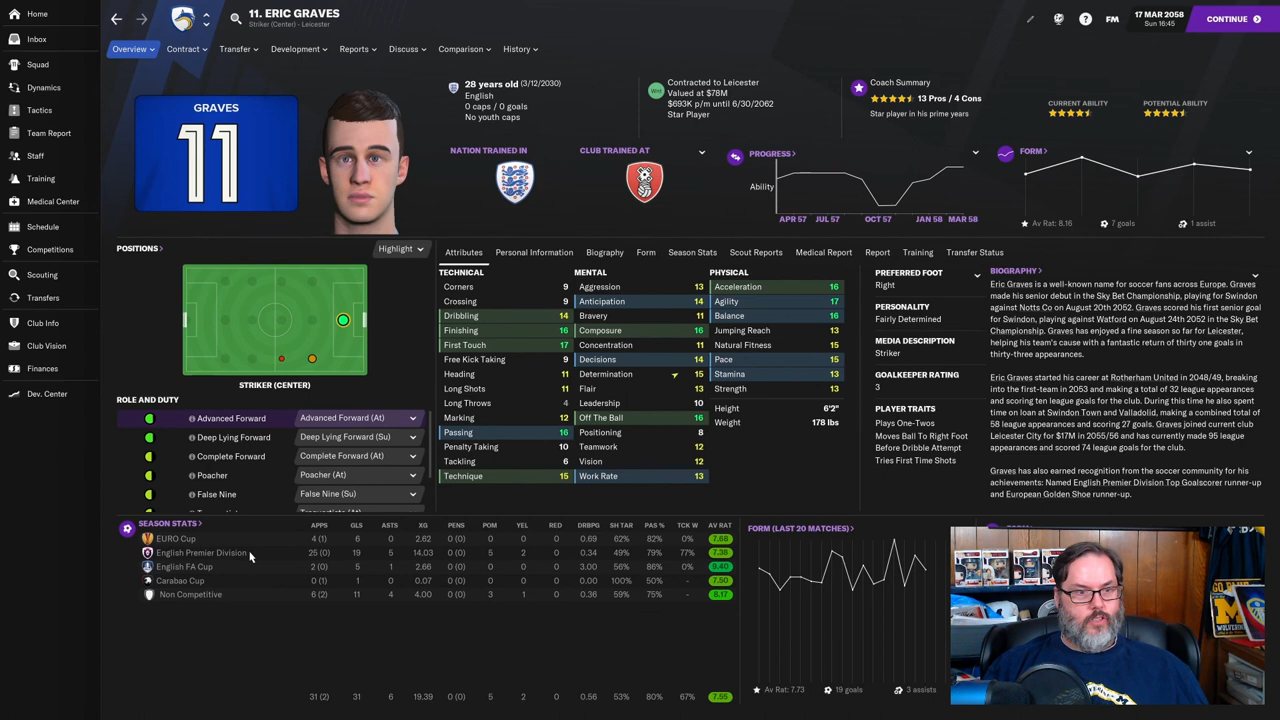 Home
Inbox
Squad
Dynamics
Tactics
Team Report
Staff
Training
Medical Center
Schedule
Competitions
Scouting
Transfers
Club Info
Club Vision
Finances
Dev. Center
11. ERIC GRAVES
Striker (Center) - Leicester
FM
17 MAR 2058
Sun 16:45
CONTINUE
Overview
Contract
Transfer
Development
Reports
Discuss
Comparison
History
GRAVES
11
28 years old (3/12/2030)
English
0 caps / 0 goals
No youth caps
Wnt
Contracted to Leicester
Valued at $78M
$693K p/m until 6/30/2062
Star Player
Coach Summary
13 Pros / 4 Cons
Star player in his prime years
CURRENT ABILITY
POTENTIAL ABILITY
NATION TRAINED IN
CLUB TRAINED AT
PROGRESS
Ability
APR 57 JUL 57 OCT 57 JAN 58 MAR 58
FORM
Av Rat: 8.16 7 goals 1 assist
POSITIONS
Highlight
STRIKER (CENTER)
ROLE AND DUTY
Advanced Forward Advanced Forward (At)
Deep Lying Forward Deep Lying Forward (Su)
Complete Forward Complete Forward (At)
Poacher Poacher (At)
False Nine False Nine (Su)
Attributes Personal Information Biography Form Season Stats Scout Reports Medical Report Report Training Transfer Status
TECHNICAL
Corners 9
Crossing 9
Dribbling 14
Finishing 16
First Touch 17
Free Kick Taking 9
Heading 11
Long Shots 11
Long Throws 4
Marking 12
Passing 16
Penalty Taking 10
Tackling 6
Technique 15
MENTAL
Aggression 13
Anticipation 14
Bravery 11
Composure 16
Concentration 11
Decisions 14
Determination 15
Flair 13
Leadership 10
Off The Ball 16
Positioning 8
Teamwork 12
Vision 12
Work Rate 13
PHYSICAL
Acceleration 16
Agility 17
Balance 16
Jumping Reach 13
Natural Fitness 15
Pace 15
Stamina 13
Strength 13
Height 6'2"
Weight 178 lbs
PREFERRED FOOT
Right
PERSONALITY
Fairly Determined
MEDIA DESCRIPTION
Striker
GOALKEEPER RATING
3
PLAYER TRAITS
Plays One-Twos
Moves Ball To Right Foot
Before Dribble Attempt
Tries First Time Shots
BIOGRAPHY
Eric Graves is a well-known name for soccer fans across Europe. Graves
made his senior debut in the Sky Bet Championship, playing for Swindon
against Notts Co on August 20th 2052. Graves scored his first senior goal
for Swindon, playing against Watford on August 24th 2052 in the Sky Bet
Championship. Graves has enjoyed a fine season so far for Leicester,
helping his team's cause with a fantastic return of thirty one goals in
thirty-three appearances.
Eric Graves started his career at Rotherham United in 2048/49, breaking
into the first-team in 2053 and making a total of 32 league appearances
and scoring ten league goals for the club. During this time he also
spent time on loan at Swindon Town and Valladolid, making a combined total of
58 league appearances and scoring 27 goals. Graves joined current club
Leicester City for $17M in 2055/56 and has currently made 95 league
appearances and scored 74 league goals for the club.
Graves has also earned recognition from the soccer community for his
achievements: Named English Premier Division Top Goalscorer runner-up
and European Golden Shoe runner-up.
SEASON STATS
APPS GLS ASTS XG PENS POM YEL RED DRBPG SH TAR PAS % TCK W AV RAT
EURO Cup 4 (1) 6 0 2.62 0 (0) 0 0 0 0.69 62% 82% 0% 7.68
English Premier Division 25 (0) 19 5 14.03 0 (0) 5 2 0 0.34 49% 79% 77% 7.38
English FA Cup 2 (0) 5 1 2.66 0 (0) 0 0 0 3.00 56% 86% 0% 9.40
Carabao Cup 0 (1) 1 0 0.07 0 (0) 0 0 0 0.00 100% 50% - 7.50
Non Competitive 6 (2) 11 4 4.00 0 (0) 3 1 0 0.36 59% 75% - 8.17
31 (2) 31 6 19.39 0 (0) 5 2 0 0.56 53% 80% 67% 7.55
FORM (LAST 20 MATCHES)
Av Rat: 7.73 19 goals 3 assists
M
WOLVERINES